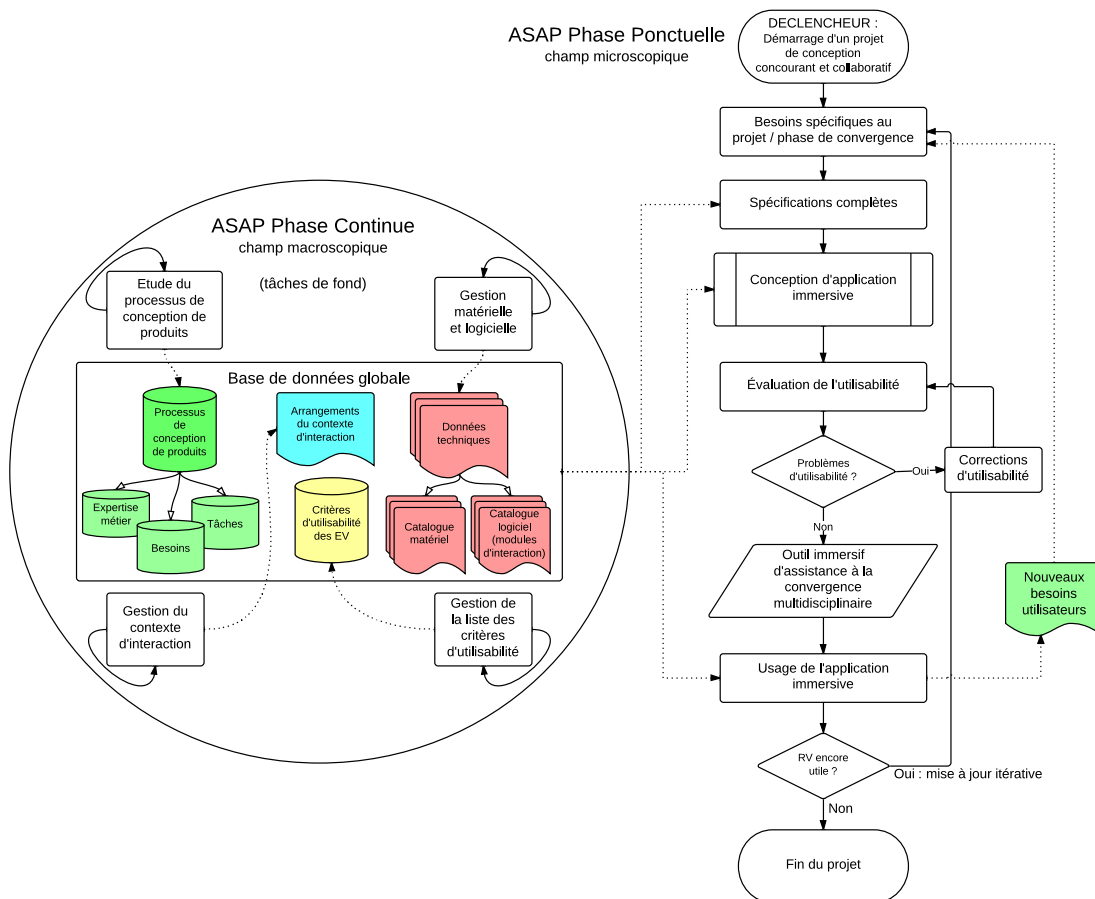 ASAP Phase Ponctuelle
champ microscopique
DECLENCHEUR :
Démarrage d'un projet
de conception
concourant et collaboratif
Besoins spécifiques au
projet / phase de convergence
Spécifications complètes
Conception d'application
immersive
Évaluation de l'utilisabilité
Problèmes
d'utilisabilité ?
Oui
Corrections
d'utilisabilité
Non
Outil immersif
d'assistance à la
convergence
multidisciplinaire
Nouveaux
besoins
utilisateurs
Usage de l'application
immersive
RV encore
utile ?
Oui : mise à jour itérative
Non
Fin du projet
ASAP Phase Continue
champ macroscopique
(tâches de fond)
Etude du
processus de
conception de
produits
Gestion
matérielle
et logicielle
Base de données globale
Processus
de
conception
de produits
Arrangements
du contexte
d'interaction
Données
techniques
Expertise
métier
Besoins
Tâches
Critères
d'utilisabilité
des EV
Catalogue
matériel
Catalogue
logiciel
(modules
d'interaction)
Gestion du
contexte
d'interaction
Gestion de
la liste des
critères
d'utilisabilité